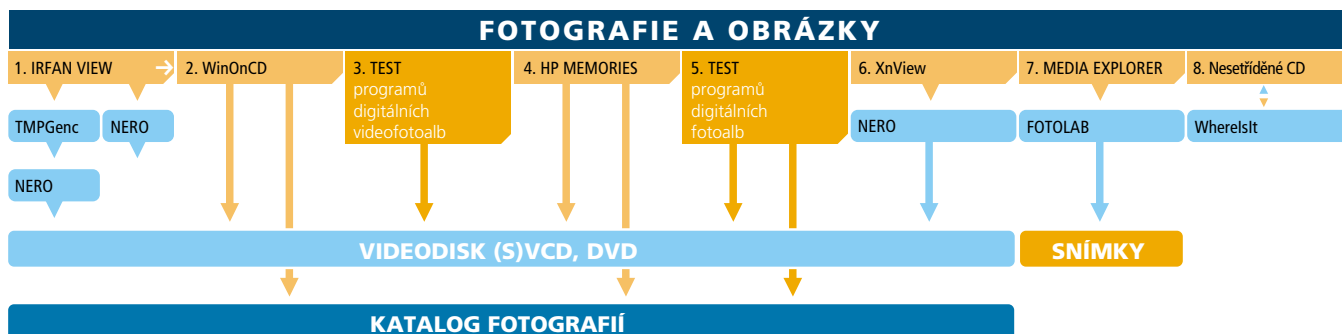 FOTOGRAFIE A OBRÁZKY
1. IRFAN VIEW
2. WinOnCD
3. TEST
programů
digitálních
videofotoalb
4. HP MEMORIES
5. TEST
programů
digitálních
fotoalb
6. XnView
7. MEDIA EXPLORER
8. Nesetříděné CD
TMPGenc
NERO
NERO
FOTOLAB
WhereIsIt
NERO
VIDEODISK (S)VCD, DVD
SNÍMKY
KATALOG FOTOGRAFIÍ